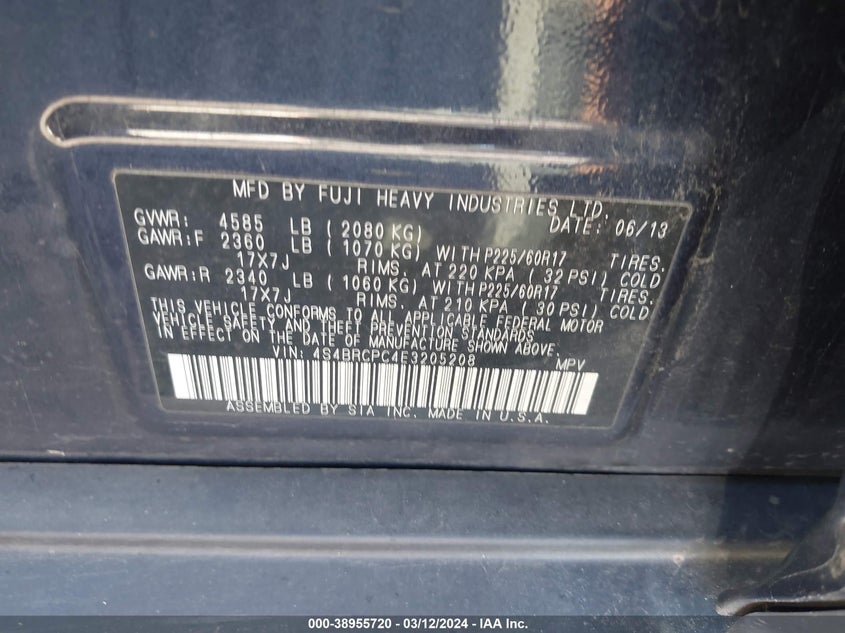 MFD BY FUJI HEAVY INDUSTRIES LTD.
GVWR: 4585 LB ( 2080 KG) DATE: 06/13
GAWR:F 2360 LB ( 1070 KG) WITH P225/60R17 TIRES,
17X7J RIMS, AT 220 KPA ( 32 PSI) COLD
GAWR:R 2340 LB ( 1060 KG) WITH P225/60R17 TIRES,
17X7J RIMS, AT 210 KPA ( 30 PSI) COLD
THIS VEHICLE CONFORMS TO ALL APPLICABLE FEDERAL MOTOR
VEHICLE SAFETY AND THEFT PREVENTION STANDARDS
IN EFFECT ON THE DATE OF MANUFACTURE SHOWN ABOVE.
VIN: 4S4BRCPC4E3205208 MPV
ASSEMBLED BY SIA INC. MADE IN U.S.A.
000-38955720 - 03/12/2024 - IAA Inc.